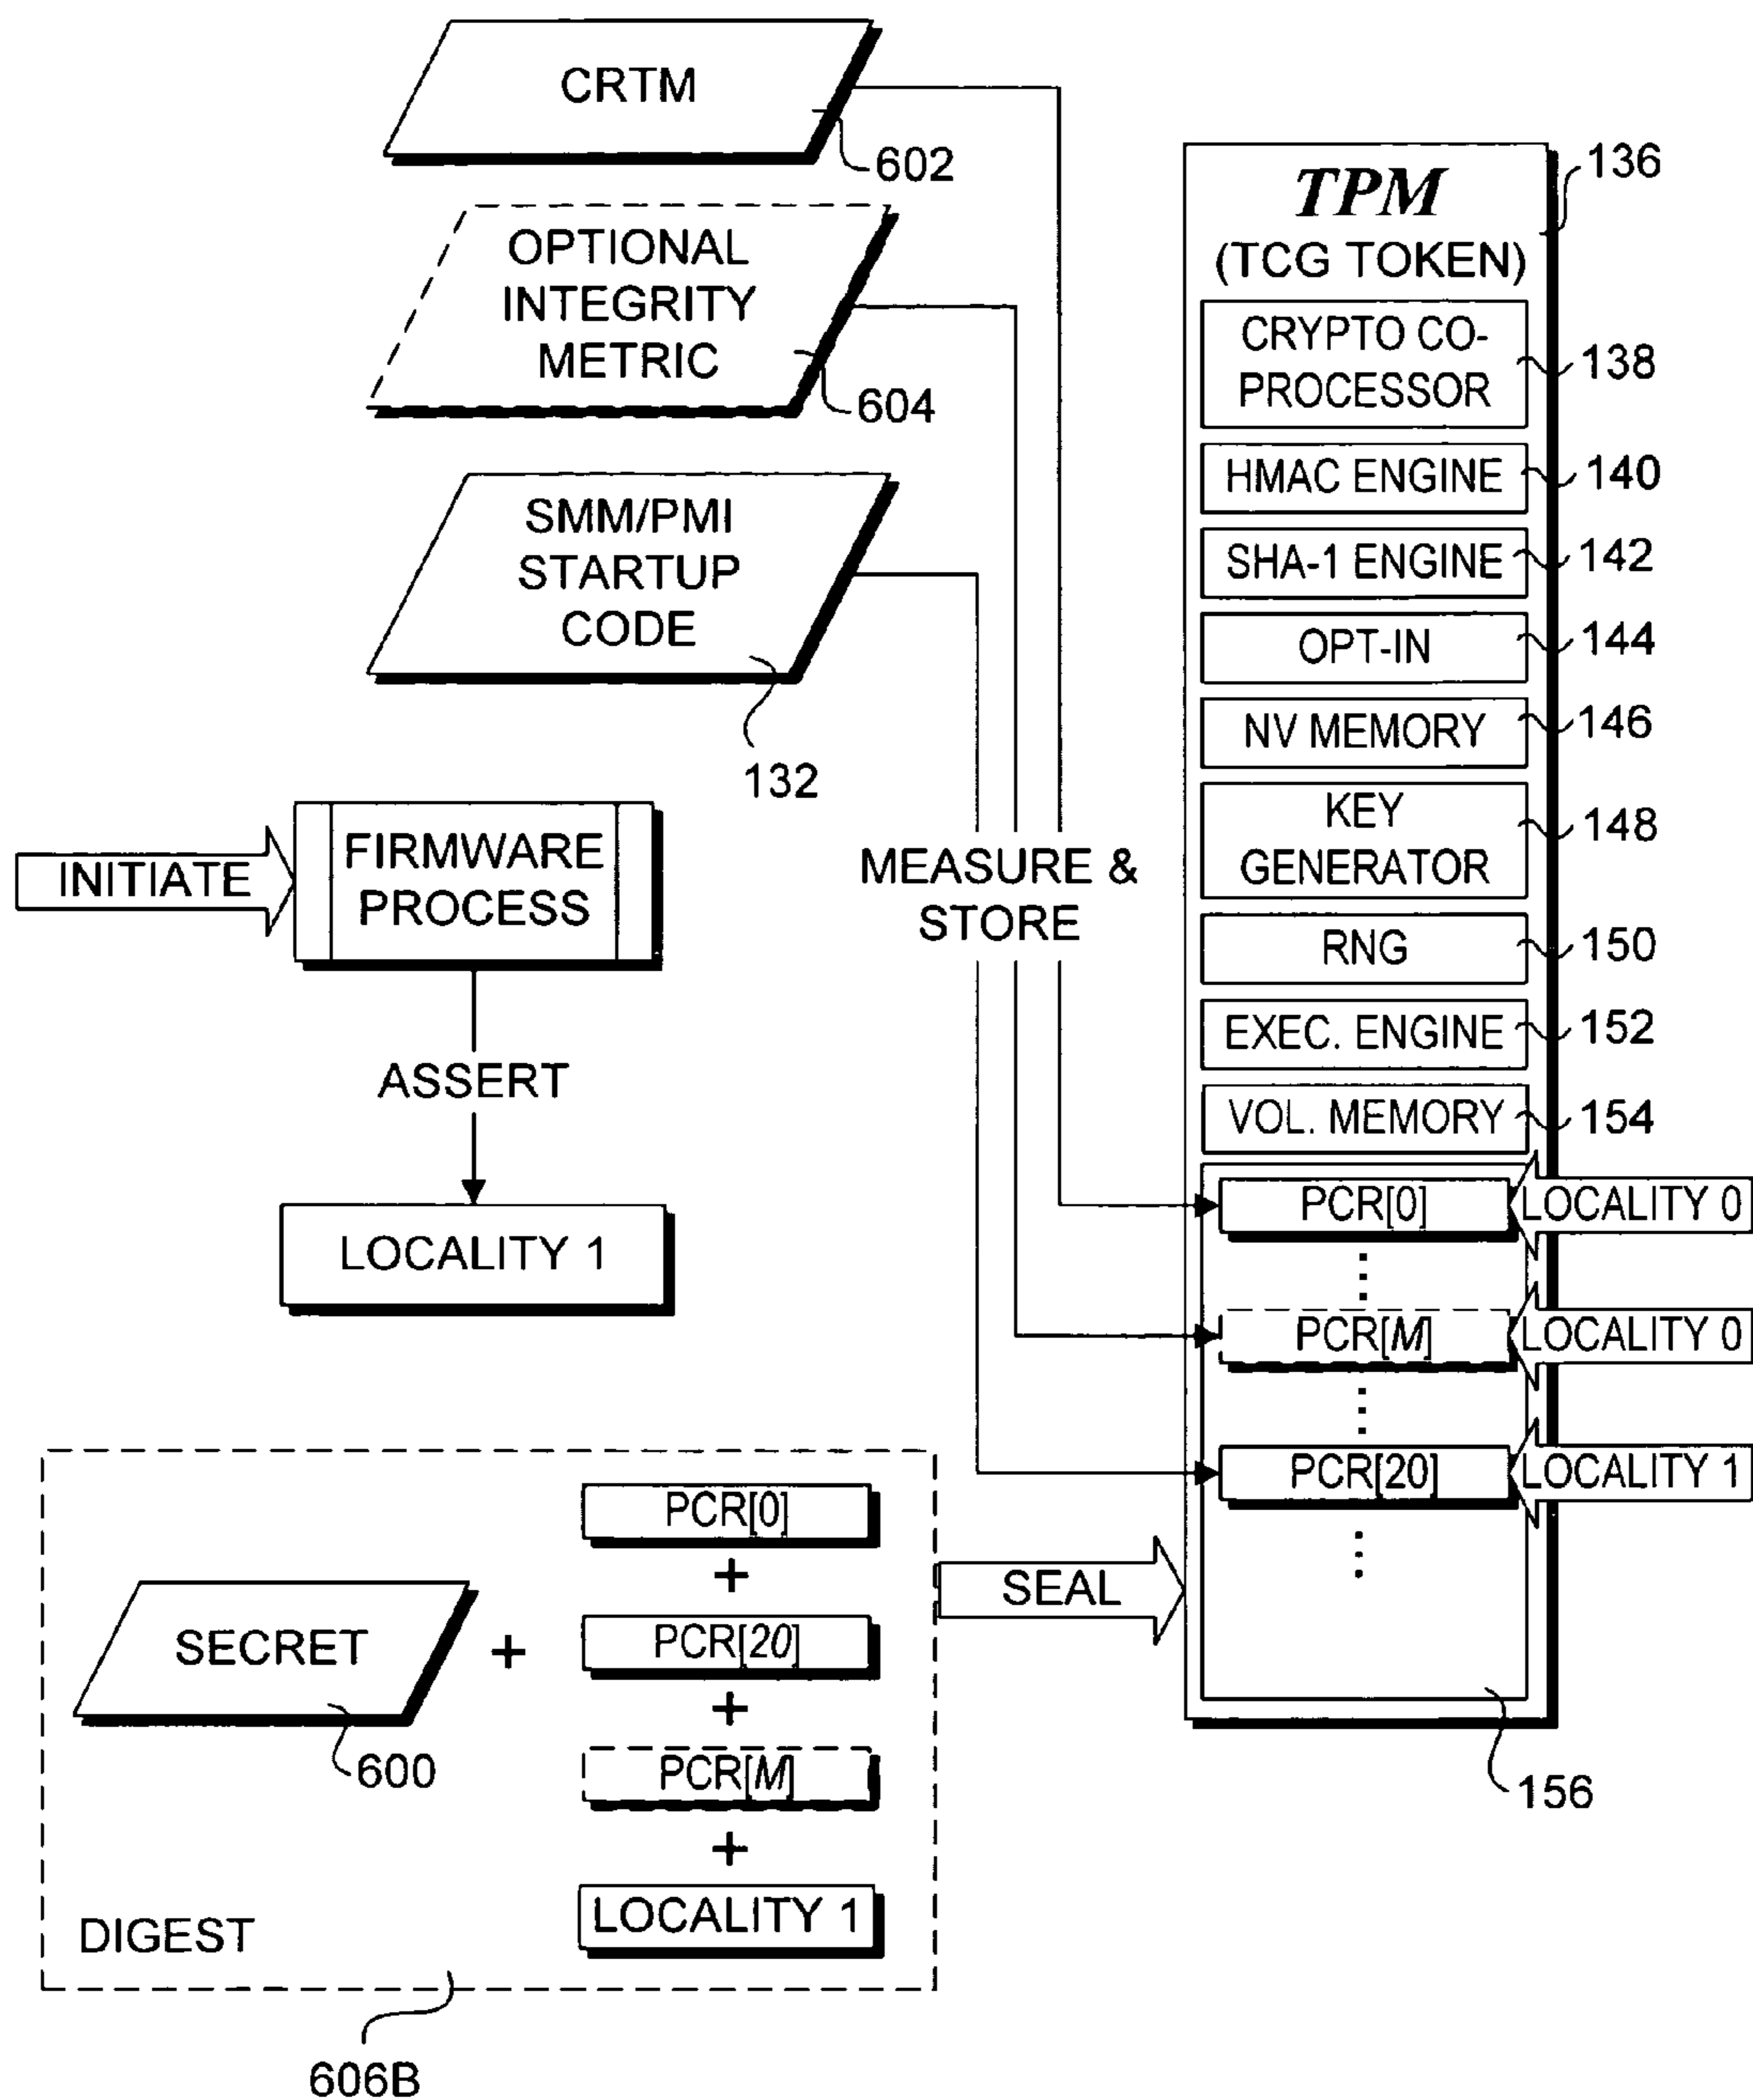 CRTM
602
OPTIONAL
INTEGRITY
METRIC
604
SMM/PMI
STARTUP
CODE
132
INITIATE
FIRMWARE
PROCESS
ASSERT
LOCALITY 1
MEASURE &
STORE
TPM
(TCG TOKEN)
136
CRYPTO CO-
PROCESSOR
138
HMAC ENGINE
140
SHA-1 ENGINE
142
OPT-IN
144
NV MEMORY
146
KEY
GENERATOR
148
RNG
150
EXEC. ENGINE
152
VOL. MEMORY
154
PCR[0]
LOCALITY 0
PCR[M]
LOCALITY 0
PCR[20]
LOCALITY 1
156
PCR[0]
+
SECRET
+
PCR[20]
+
PCR[M]
+
LOCALITY 1
600
DIGEST
SEAL
606B